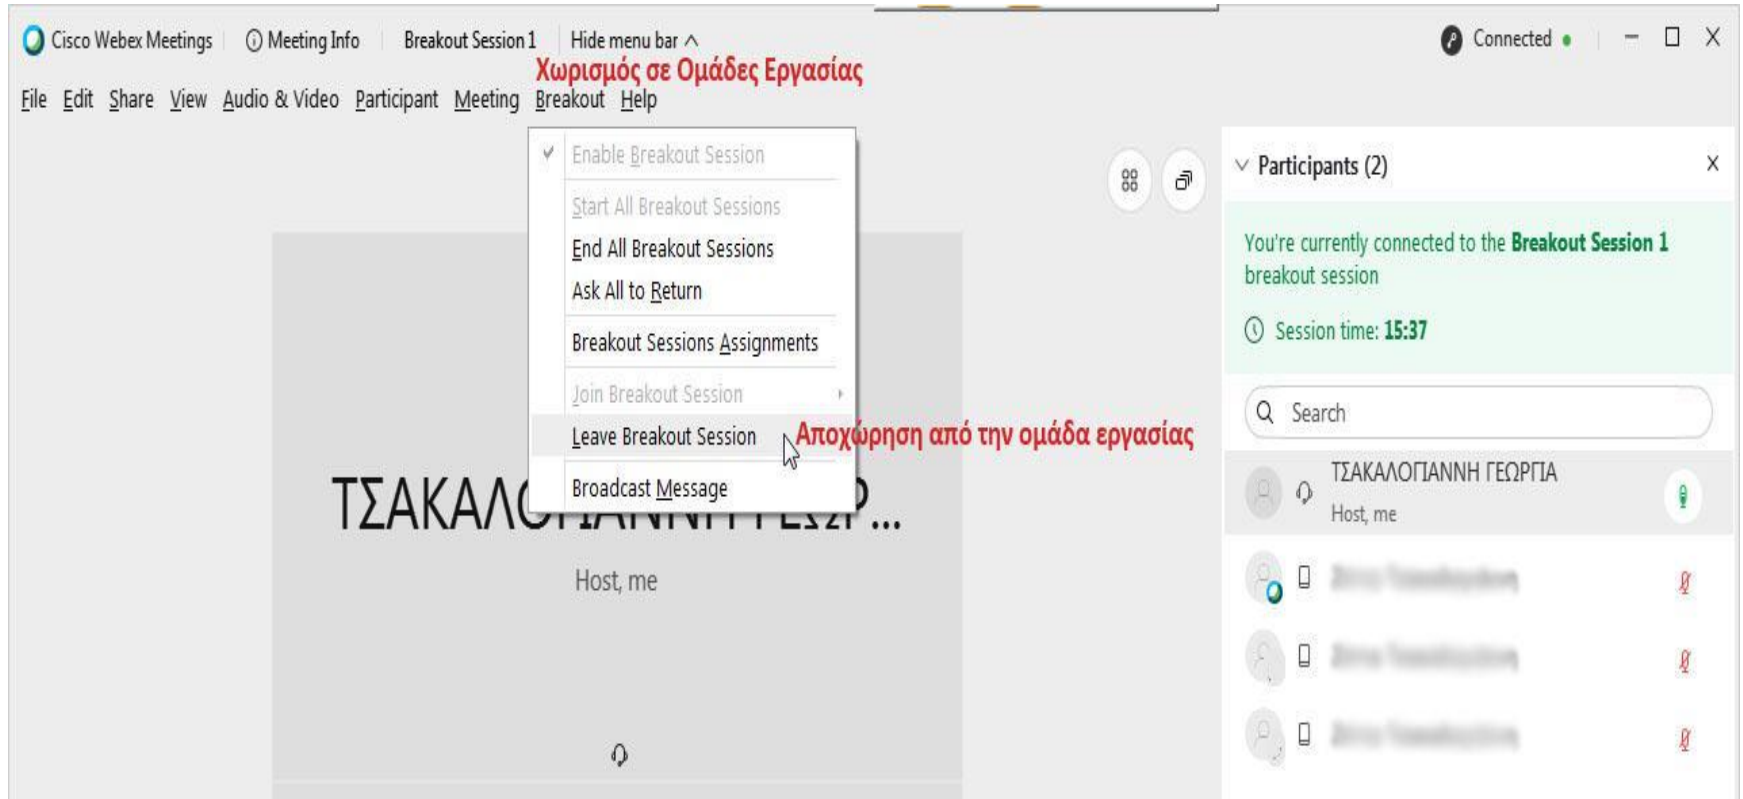 Cisco Webex Meetings Meeting Info Breakout Session 1 Hide menu bar Connected
Χωρισμός σε Ομάδες Εργασίας
File Edit Share View Audio & Video Participant Meeting Breakout Help
Enable Breakout Session
Start All Breakout Sessions
End All Breakout Sessions
Ask All to Return
Breakout Sessions Assignments
Join Breakout Session
Leave Breakout Session
Αποχώρηση από την ομάδα εργασίας
Broadcast Message
Host, me
Participants (2)
You're currently connected to the Breakout Session 1
breakout session
Session time: 15:37
Search
ΤΣΑΚΑΛΟΓΙΑΝΝΗ ΓΕΩΡΓΙΑ
Host, me